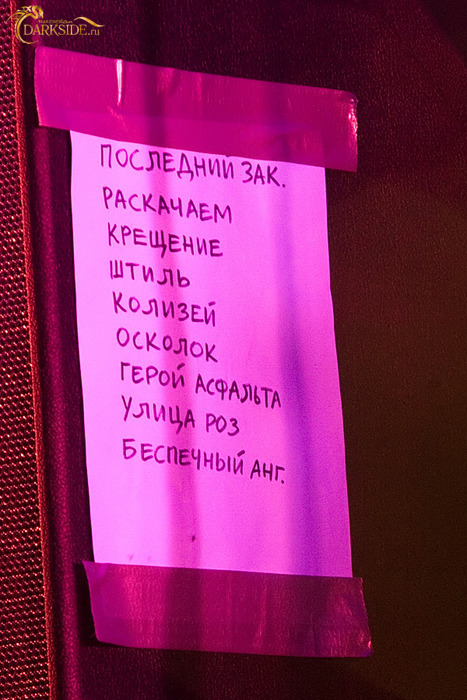 DARKSIDE.ru
ПОСЛЕДНИЙ ЗАК.
РАСКАЧАЕМ
КРЕЩЕНИЕ
ШТИЛЬ
КОЛИЗЕЙ
ОСКОЛОК
ГЕРОЙ АСФАЛЬТА
УЛИЦА РОЗ
БЕСПЕЧНЫЙ АНГ.